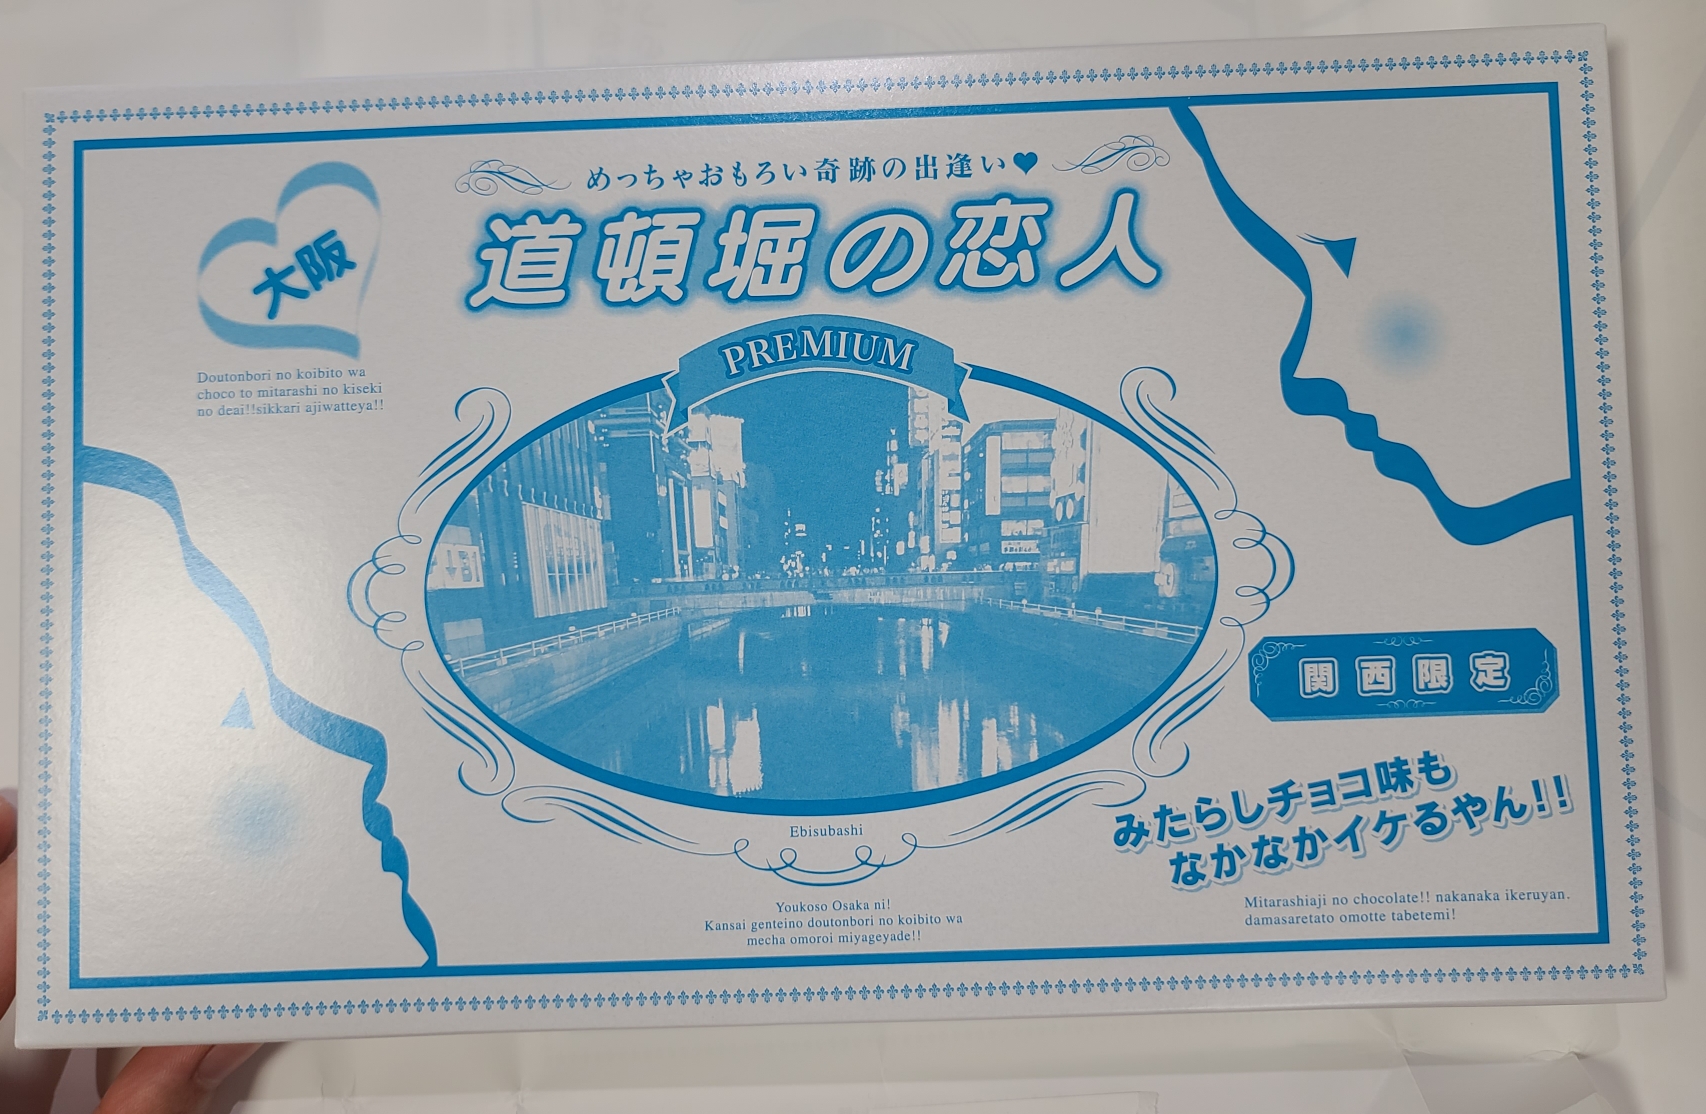 めっちゃおもろい奇跡の出逢い♥
道頓堀の恋人
大阪
Doutonbori no koibito wa
choco to mitarashi no kiseki
no deai!!sikkari ajiwatteya!!
PREMIUM
関西限定
みたらしチョコ味も
なかなかイケるやん!!
Ebisubashi
Youkoso Osaka ni!
Kansai genteino doutonbori no koibito wa
mecha omoroi miyageyade!!
Mitarashiaji no chocolate!! nakanaka ikeruyan.
damasaretato omotte tabetemi!